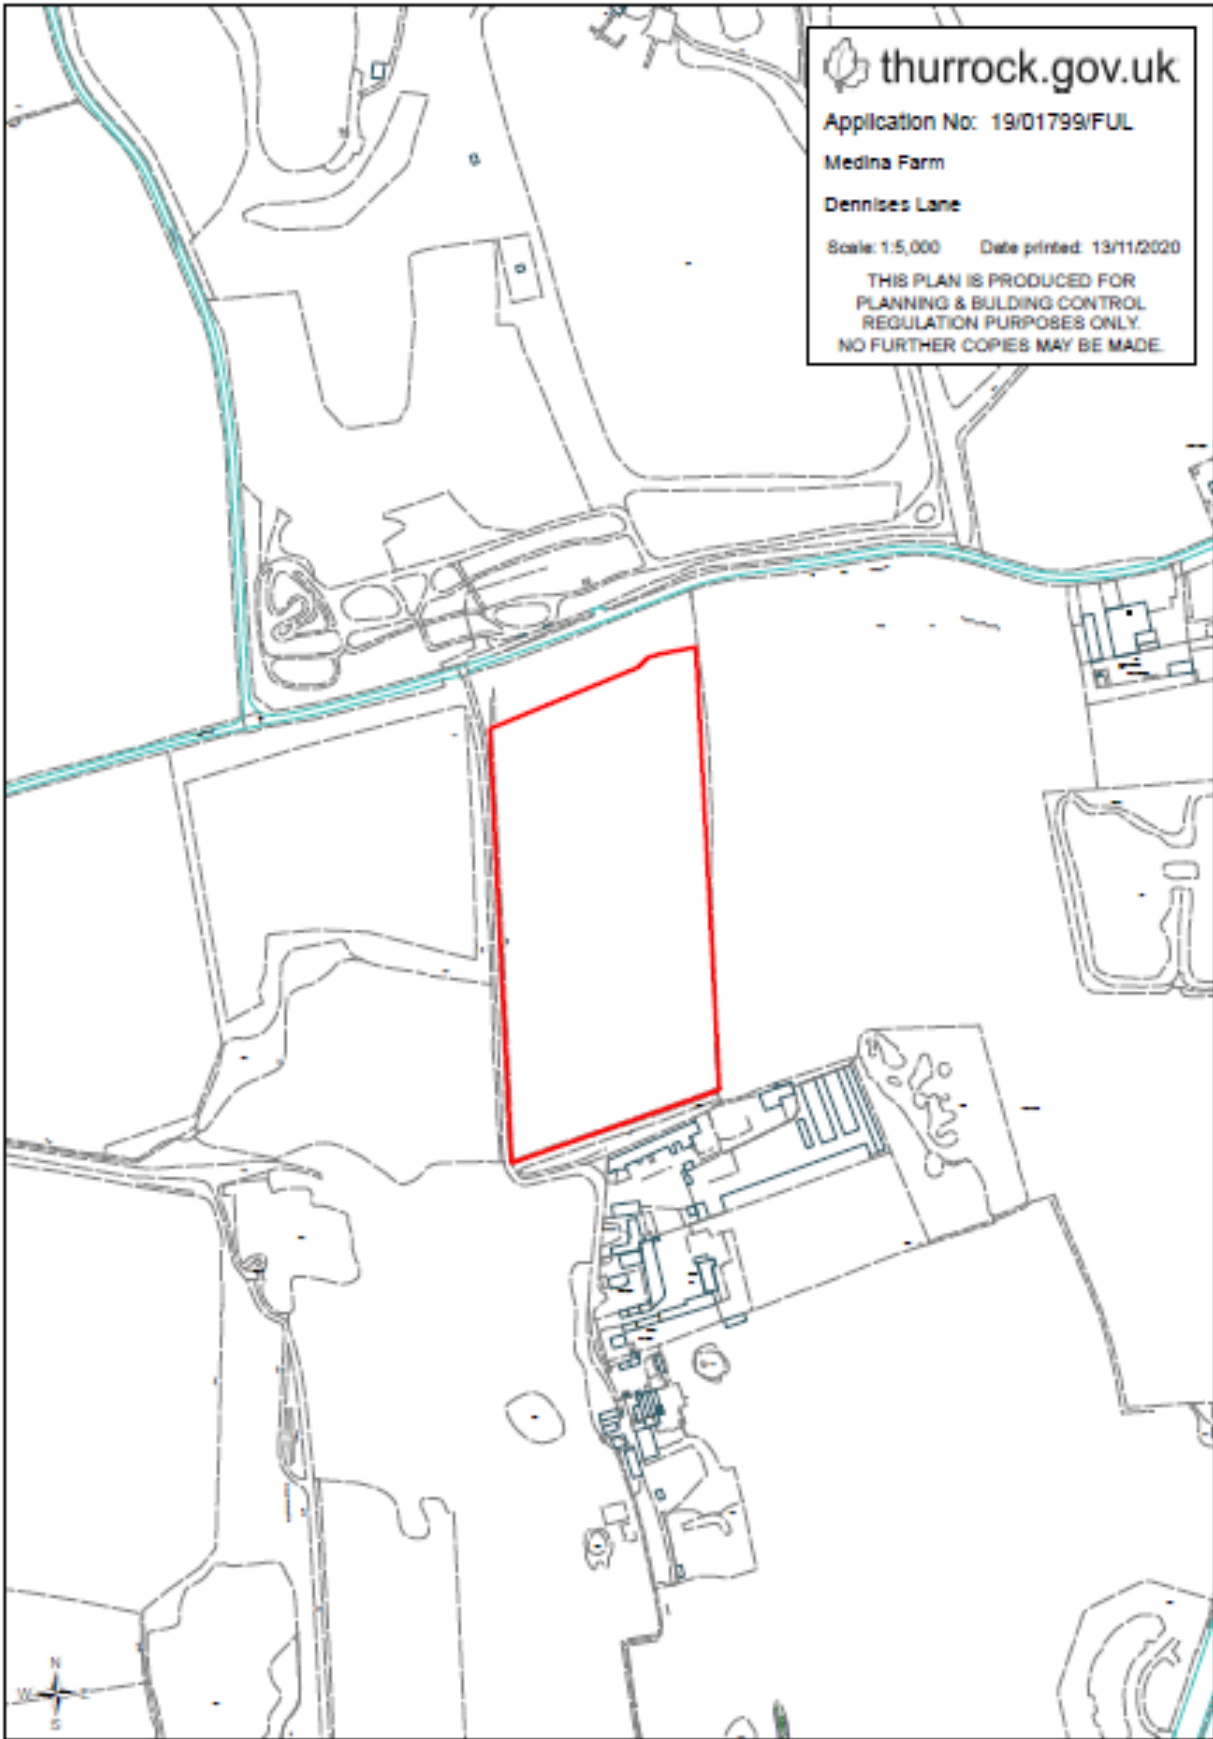 thurrock.gov.uk
Application No: 19/01799/FUL
Medina Farm
Dennises Lane
Scale: 1:5,000 Date printed: 13/11/2020
THIS PLAN IS PRODUCED FOR
PLANNING & BULDING CONTROL
REGULATION PURPOSES ONLY.
NO FURTHER COPIES MAY BE MADE.
N
W E
S